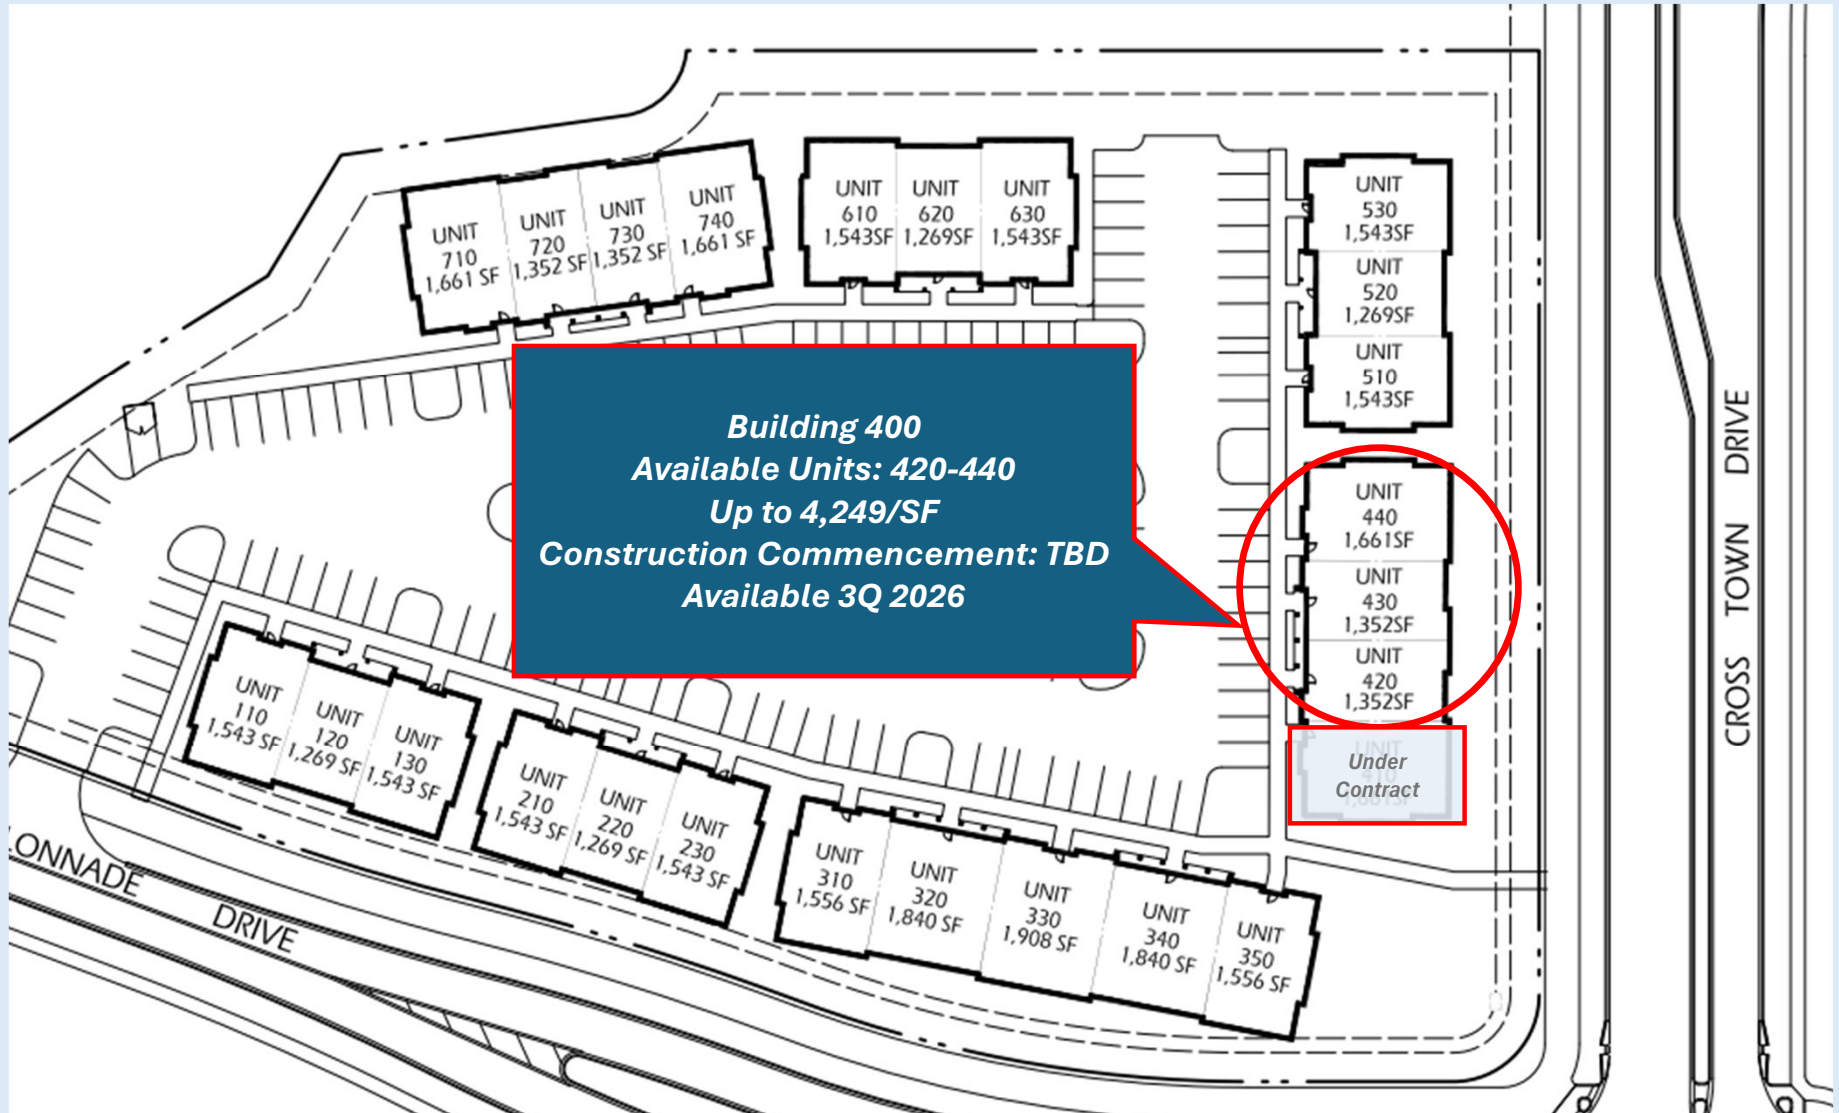 UNIT
710
1,661 SF
UNIT
720
1,352 SF
UNIT
730
1,352 SF
UNIT
740
1,661 SF
UNIT
610
1,543SF
UNIT
620
1,269SF
UNIT
630
1,543SF
UNIT
530
1,543SF
UNIT
520
1,269SF
UNIT
510
1,543SF
Building 400
Available Units: 420-440
Up to 4,249/SF
Construction Commencement: TBD
Available 3Q 2026
UNIT
440
1,661SF
UNIT
430
1,352SF
UNIT
420
1,352SF
UNIT
410
1,661SF
Under
Contract
UNIT
110
1,543 SF
UNIT
120
1,269 SF
UNIT
130
1,543 SF
UNIT
210
1,543 SF
UNIT
220
1,269 SF
UNIT
230
1,543 SF
UNIT
310
1,556 SF
UNIT
320
1,840 SF
UNIT
330
1,908 SF
UNIT
340
1,840 SF
UNIT
350
1,556 SF
LONNADE DRIVE
CROSS TOWN DRIVE